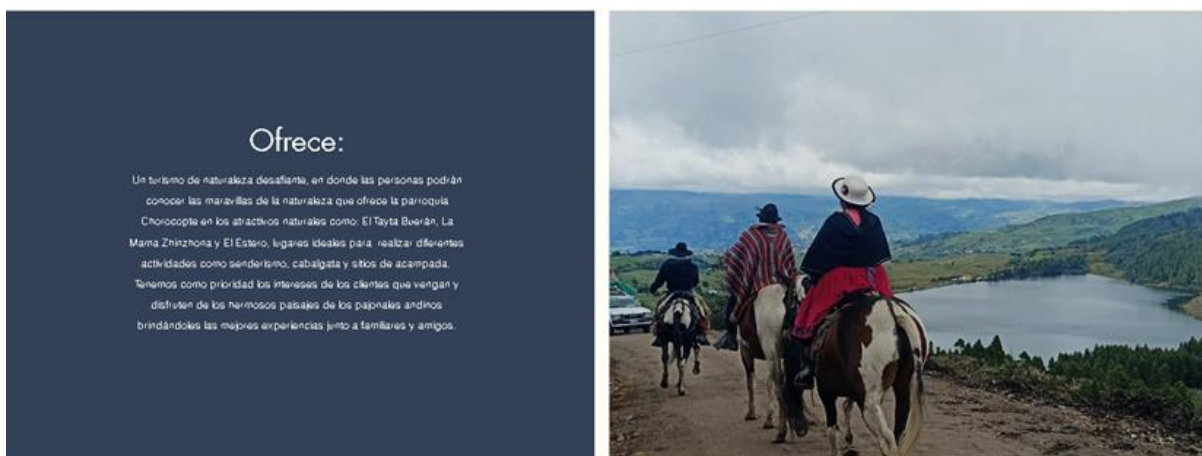 Ofrece:
Un turismo de naturaleza desafiante, en donde las personas podrán
conocer las maravillas de la naturaleza que ofrece la parroquia
Chorocopte en los atractivos naturales como: El Tayta Buerán, La
Mama Zhinzhona y El Estero, lugares ideales para realizar diferentes
actividades como senderismo, cabalgata y sitios de acampada.
Tenemos como prioridad los intereses de los clientes que vengan y
disfruten de los hermosos paisajes de los pajonales andinos
brindándoles las mejores experiencias junto a familiares y amigos.